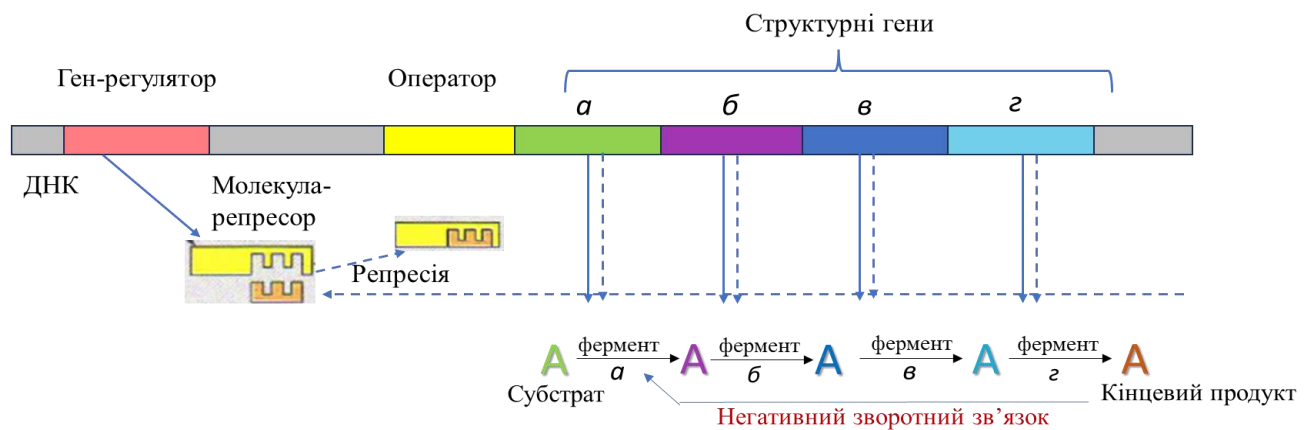 Структурні гени
Ген-регулятор
Оператор
а
б
в
г
ДНК
Молекула-
репресор
Репресія
А
фермент
а
А
фермент
б
А
фермент
в
А
фермент
г
А
Субстрат
Кінцевий продукт
Негативний зворотний зв’язок